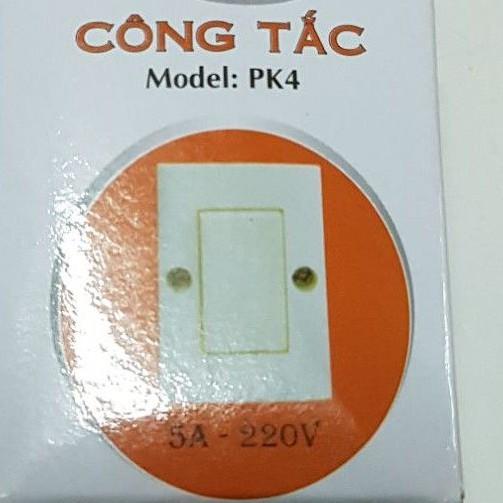 CÔNG TẮC
Model: PK4
5A - 220V